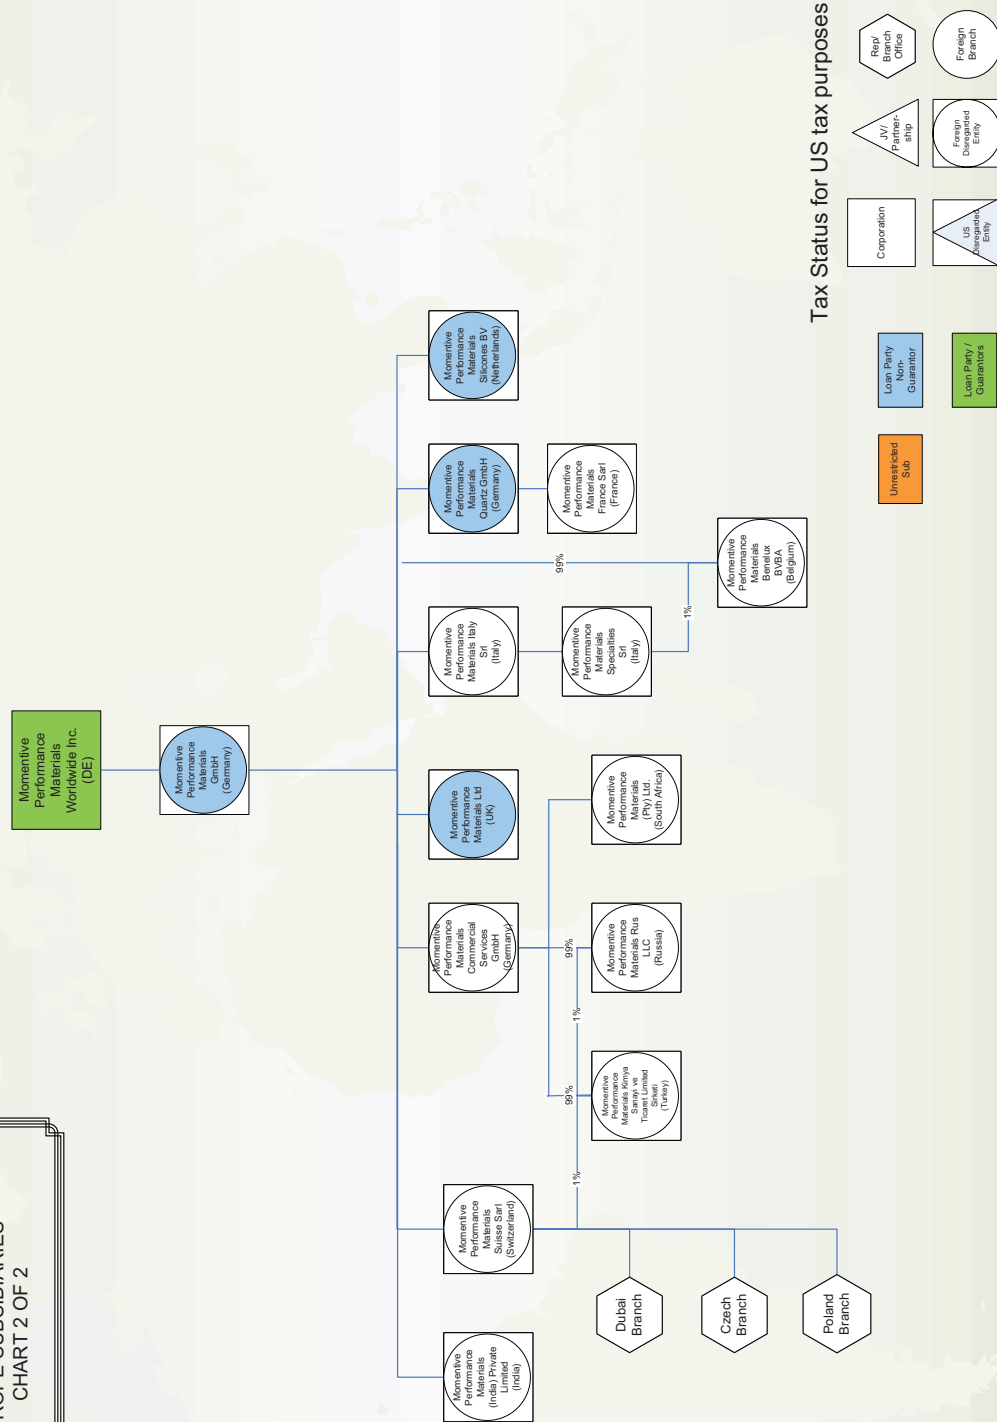 ROPE SUBSIDIARIES
CHART 2 OF 2
Momentive
Performance
Materials
Worldwide Inc.
(DE)
Momentive
Performance
Materials
GmbH
(Germany)
Momentive
Performance
Materials
(India) Private
Limited
(India)
Momentive
Performance
Materials
Suisse Sarl
(Switzerland)
Momentive
Performance
Materials
Commercial
Services
GmbH
(Germany)
Momentive
Performance
Materials Ltd
(UK)
Momentive
Performance
Materials Italy
Srl
(Italy)
Momentive
Performance
Materials
Quartz GmbH
(Germany)
Momentive
Performance
Materials
Silicones BV
(Netherlands)
99%
99%
99%
1%
1%
Momentive
Performance
Materials Kimya
Sanayi ve
Ticaret Limited
Sirketi
(Turkey)
Momentive
Performance
Materials Rus
LLC
(Russia)
Momentive
Performance
Materials
(Pty) Ltd.
(South Africa)
Momentive
Performance
Materials
Specialties
Srl
(Italy)
Momentive
Performance
Materials
France Sarl
(France)
1%
Momentive
Performance
Materials
Benelux
BVBA
(Belgium)
Dubai
Branch
Czech
Branch
Poland
Branch
Tax Status for US tax purposes
Unrestricted
Sub
Loan Party
Non-
Guarantor
Loan Party /
Guarantors
Corporation
JV/
Partner-
ship
Rep/
Branch
Office
US
Disregarded
Entity
Foreign
Disregarded
Entity
Foreign
Branch